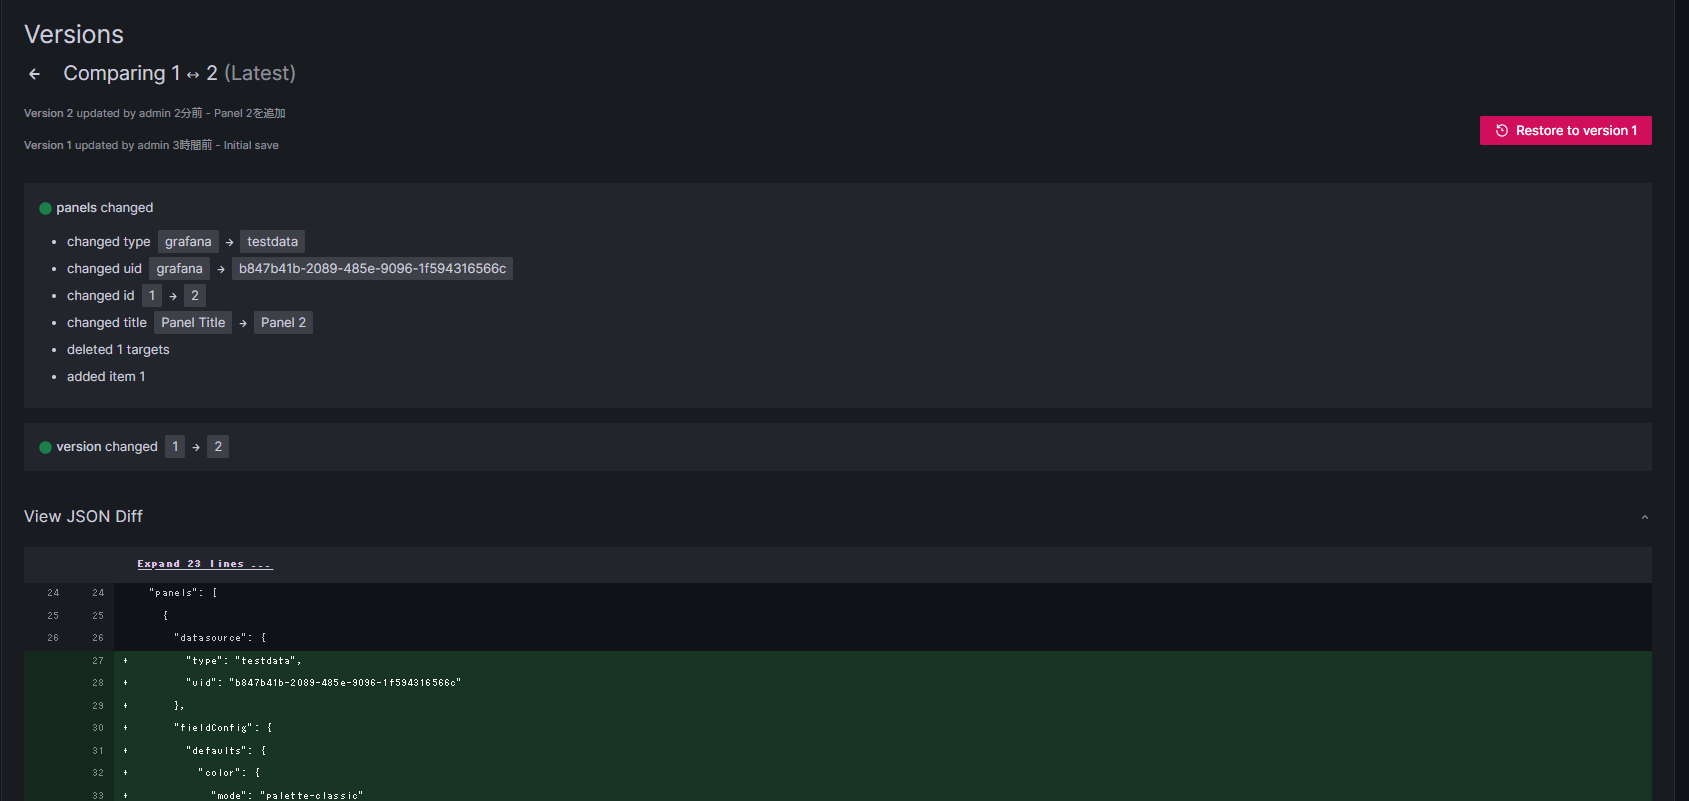 Versions
← Comparing 1 ↔ 2 (Latest)
Version 2 updated by admin 2分前 - Panel 2を追加
Version 1 updated by admin 3時間前 - Initial save
Restore to version 1
panels changed
• changed type grafana → testdata
• changed uid grafana → b847b41b-2089-485e-9096-1f594316566c
• changed id 1 → 2
• changed title Panel Title → Panel 2
• deleted 1 targets
• added item 1
version changed 1 → 2
View JSON Diff
Expand 23 lines ...
24 24 "panels": [
25 25 {
26 26 "datasource": {
27 + "type": "testdata",
28 + "uid": "b847b41b-2089-485e-9096-1f594316566c"
29 + },
30 + "fieldConfig": {
31 + "defaults": {
32 + "color": {
33 + "mode": "palette-classic"